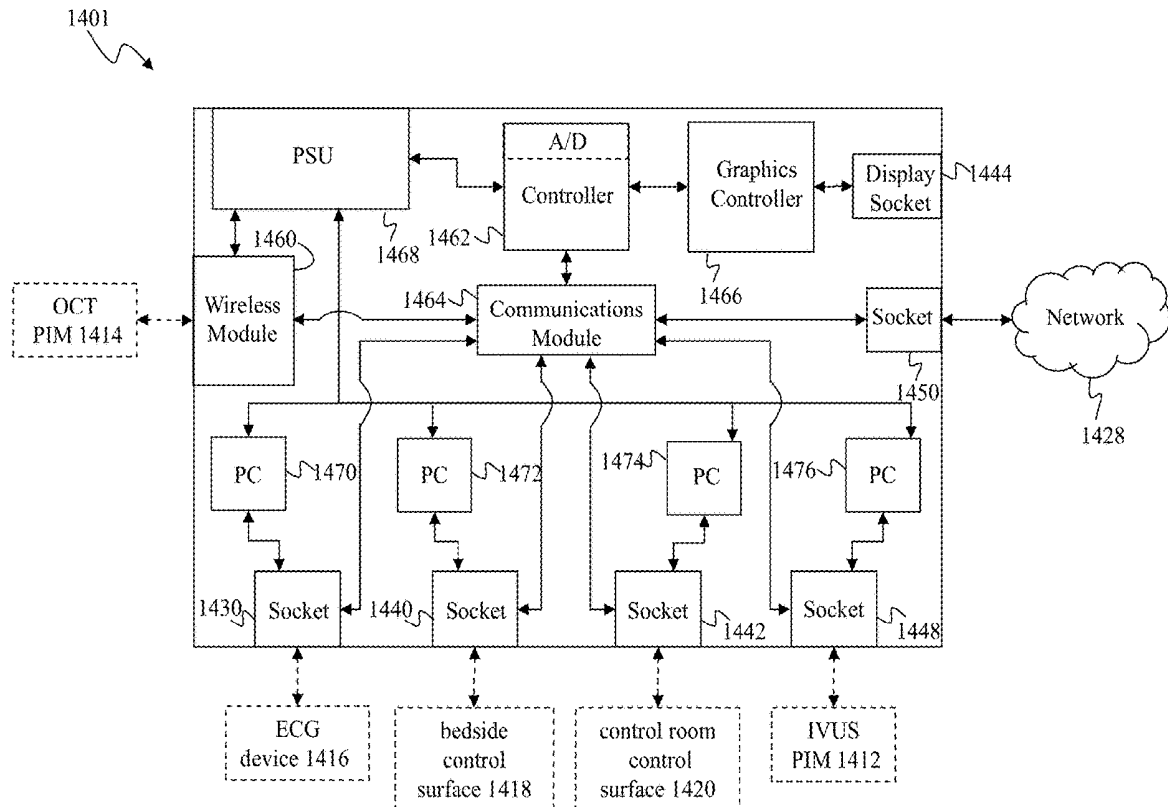 1401
PSU
A/D
Controller
Graphics
Controller
Display
Socket
1444
1462
1468
1466
1460
Wireless
Module
OCT
PIM 1414
1464
Communications
Module
Socket
1450
Network
1428
PC
1470
PC
1472
1474
PC
1476
PC
1430
Socket
1440
Socket
Socket
1442
Socket
1448
ECG
device 1416
bedside
control
surface 1418
control room
control
surface 1420
IVUS
PIM 1412